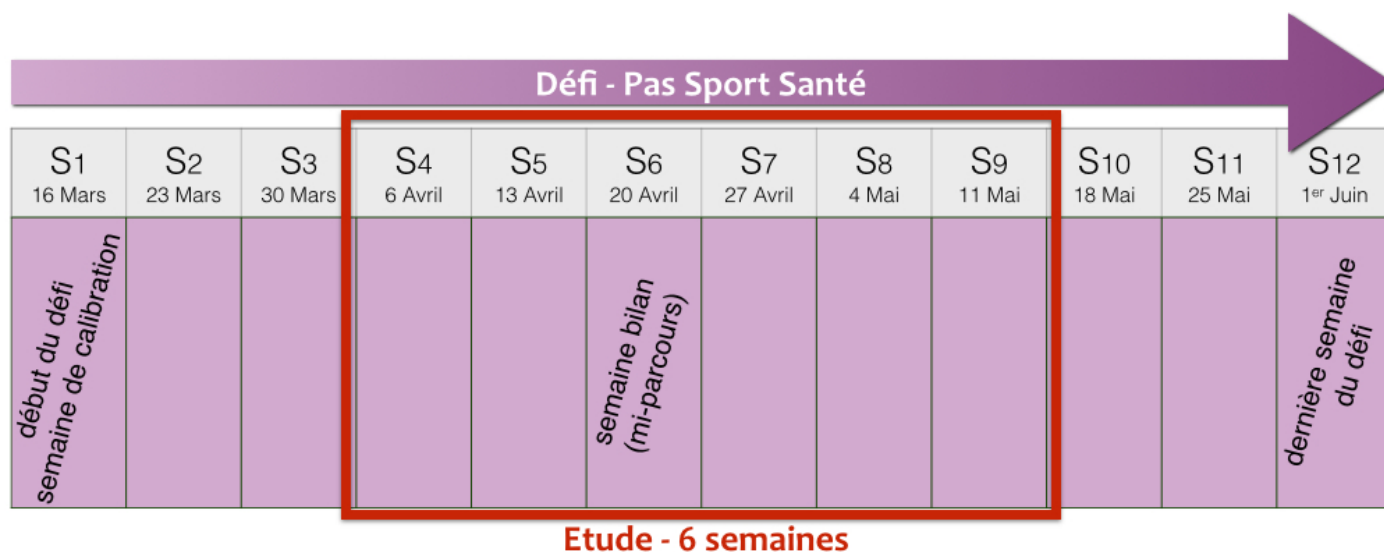 Défi - Pas Sport Santé
S1 S2 S3 S4 S5 S6 S7 S8 S9 S10 S11 S12
16 Mars 23 Mars 30 Mars 6 Avril 13 Avril 20 Avril 27 Avril 4 Mai 11 Mai 18 Mai 25 Mai 1er Juin
début du défi
semaine de calibration
semaine bilan
(mi-parcours)
dernière semaine
du défi
Etude - 6 semaines